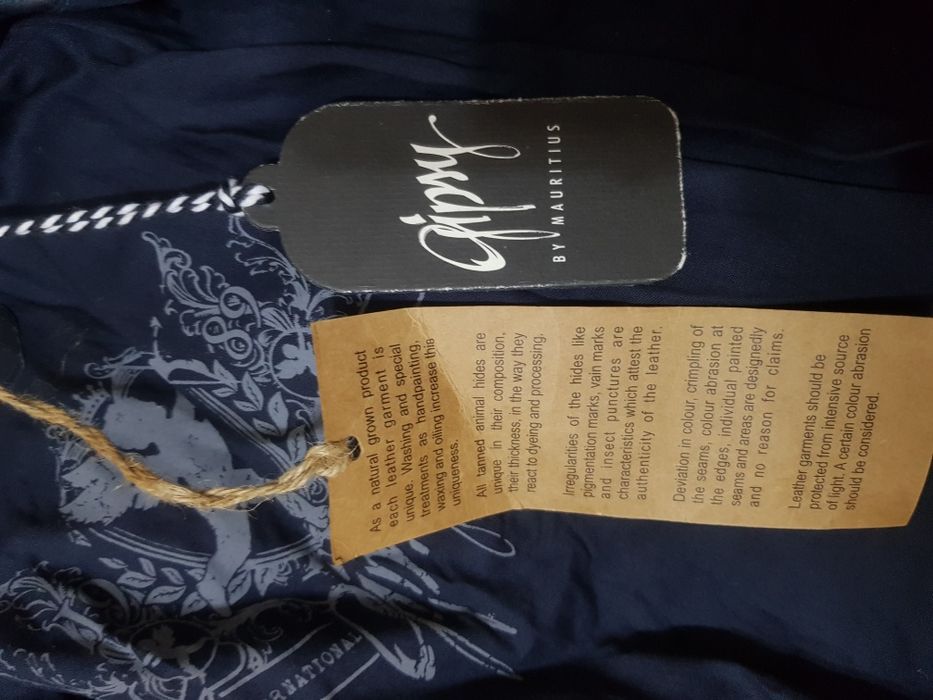 Gipsy
BY MAURITIUS
As a natural grown product
each leather garment is
unique. Washing and special
treatments as handpainting,
waxing and oiling increase this
uniqueness.
All tanned animal hides are
unique in their composition,
their thickness, in the way they
react to dyeing and processing.
Irregularities of the hides like
pigmentation marks, vain marks
and insect punctures are
characteristics which attest the
authenticity of the leather.
Deviation in colour, crimpling of
the seams, colour abrasion at
the edges, individual painted
seams and areas are designedly
and no reason for claims.
Leather garments should be
protected from intensive source
of light. A certain colour abrasion
should be considered.